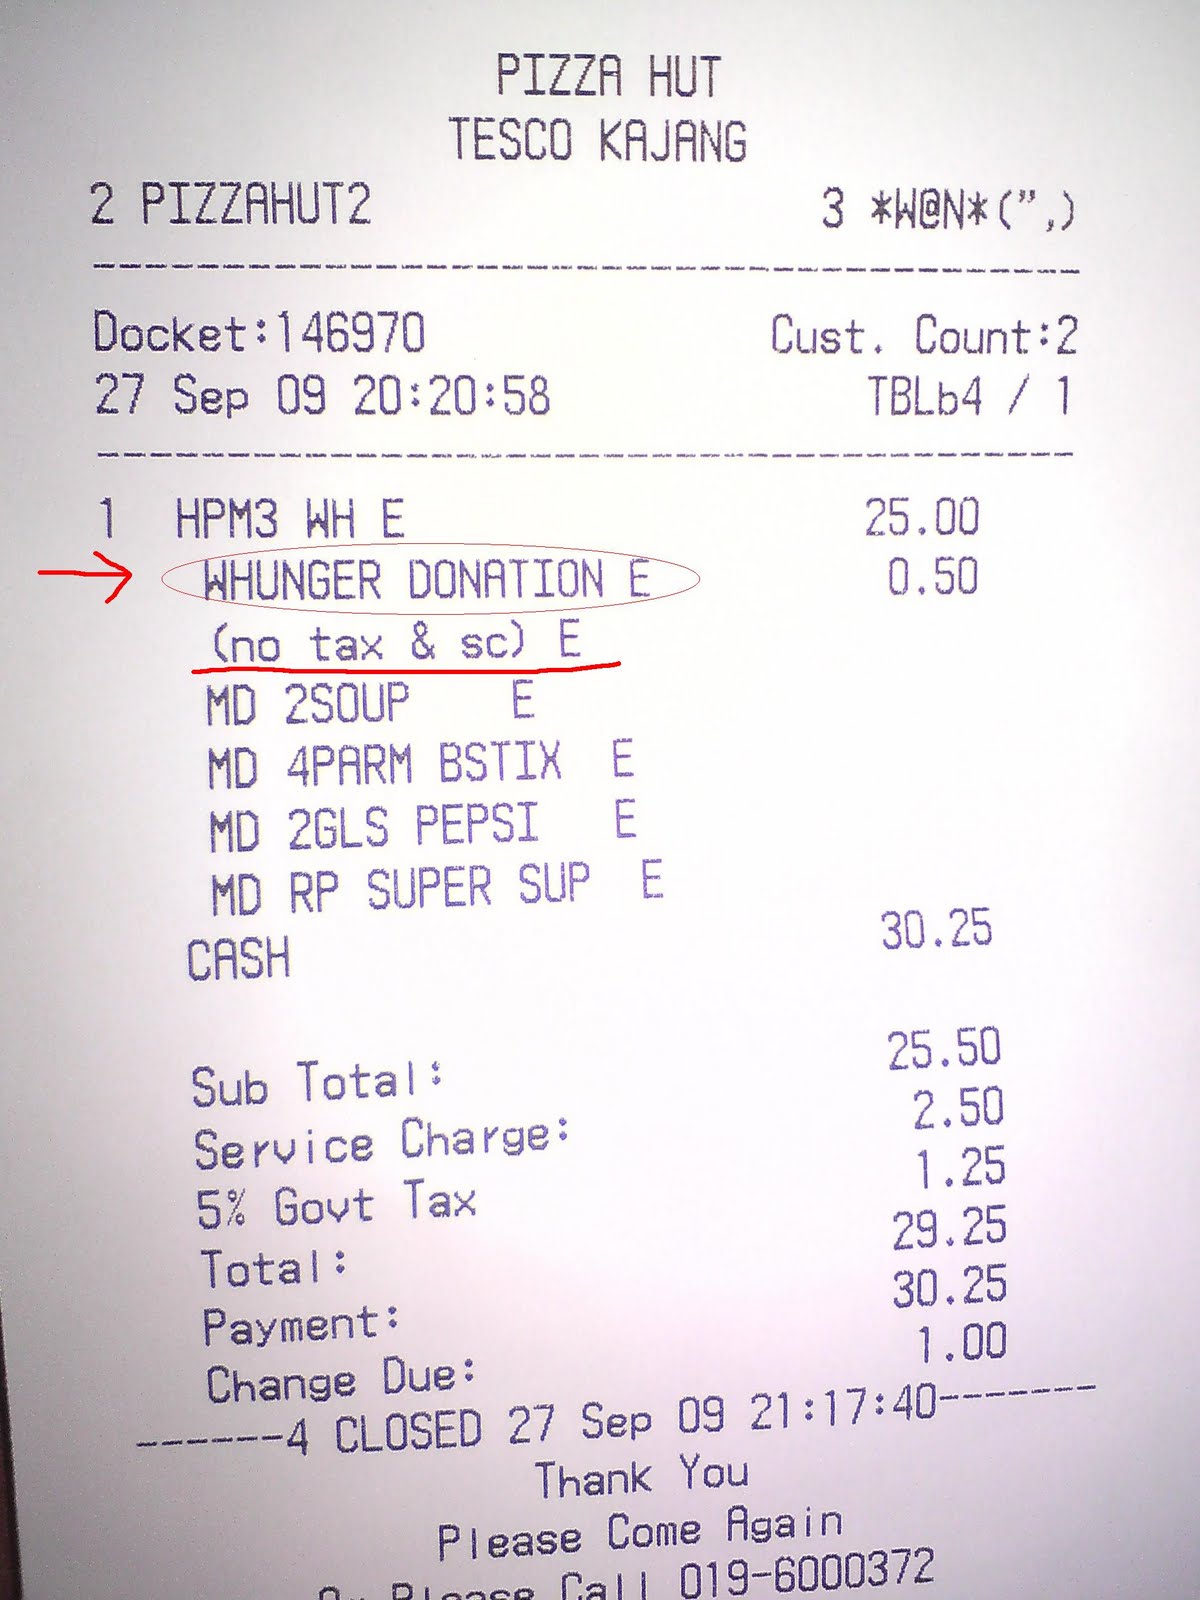 PIZZA HUT
TESCO KAJANG
2 PIZZAHUT2 3 *W@N*(",)
Docket:146970 Cust. Count:2
27 Sep 09 20:20:58 TBLb4 / 1
1 HPM3 WH E 25.00
WHUNGER DONATION E 0.50
(no tax & sc) E
MD 2SOUP E
MD 4PARM BSTIX E
MD 2GLS PEPSI E
MD RP SUPER SUP E
CASH 30.25
Sub Total: 25.50
Service Charge: 2.50
5% Govt Tax 1.25
Total: 29.25
Payment: 30.25
Change Due: 1.00
------4 CLOSED 27 Sep 09 21:17:40-------
Thank You
Please Come Again
Or Please Call 019-6000372